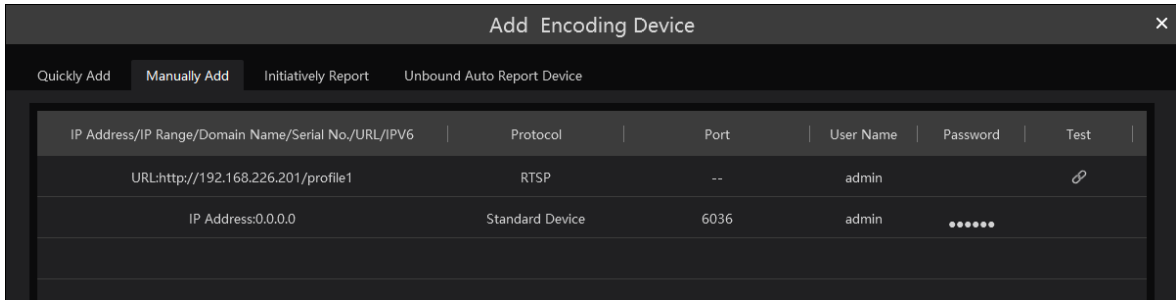 Add Encoding Device
Quickly Add Manually Add Initiatively Report Unbound Auto Report Device
IP Address/IP Range/Domain Name/Serial No./URL/IPV6 Protocol Port User Name Password Test
URL:http://192.168.226.201/profile1 RTSP -- admin
IP Address:0.0.0.0 Standard Device 6036 admin ••••••